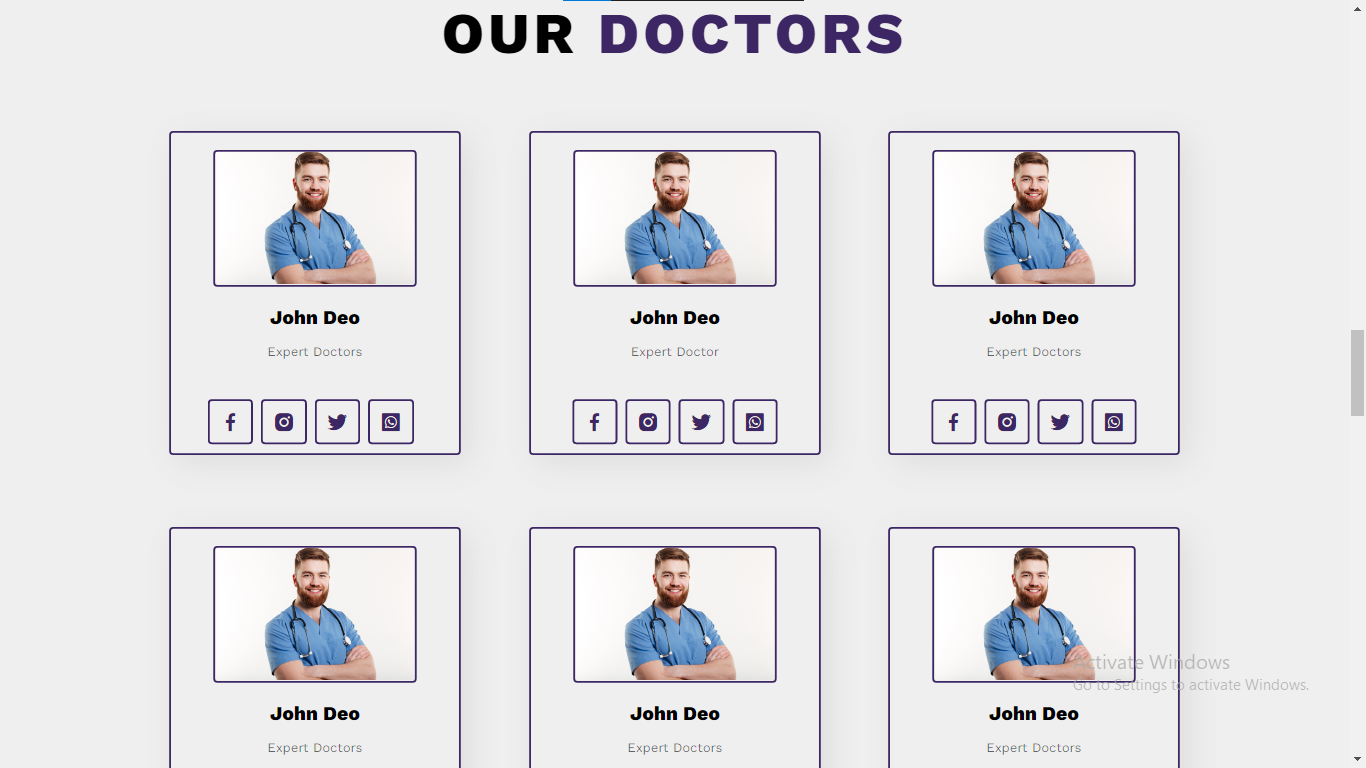 OUR DOCTORS
John Deo
Expert Doctors
John Deo
Expert Doctor
John Deo
Expert Doctors
John Deo
Expert Doctors
John Deo
Expert Doctors
John Deo
Expert Doctors
Activate Windows
Go to Settings to activate Windows.